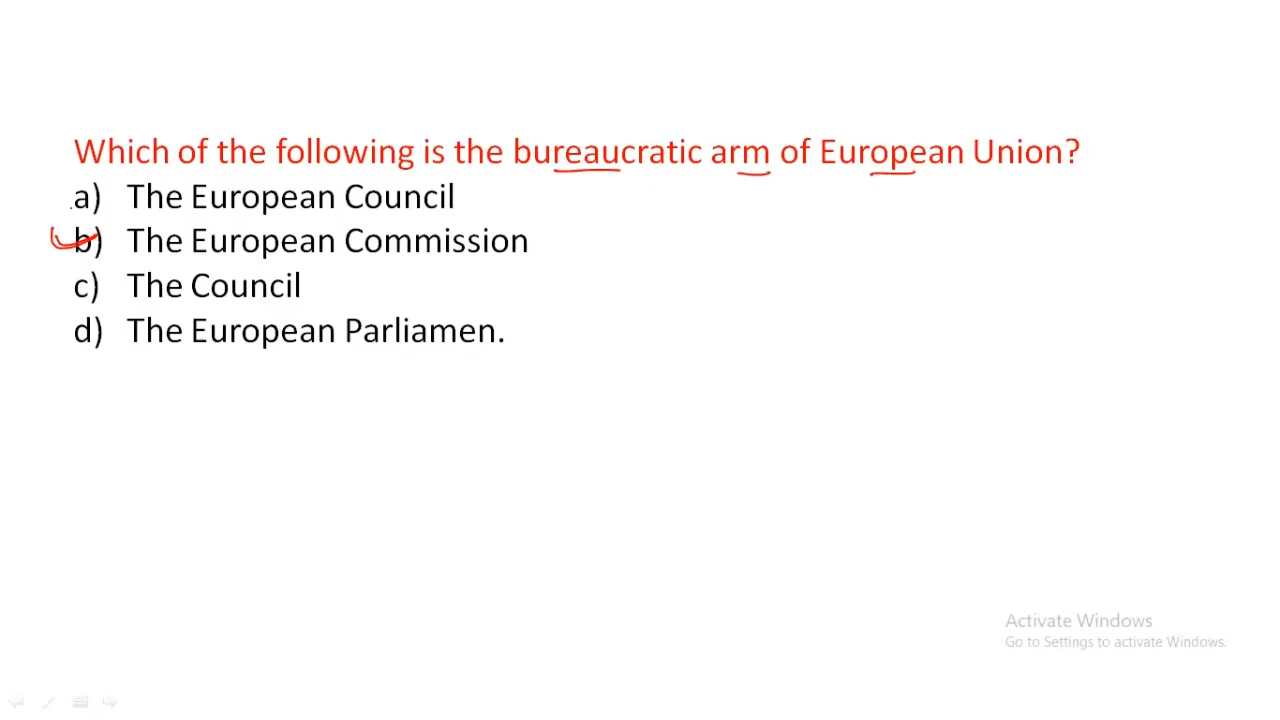 Which of the following is the bureaucratic arm of European Union?
a) The European Council
b) The European Commission
c) The Council
d) The European Parliamen.
Activate Windows
Go to Settings to activate Windows.